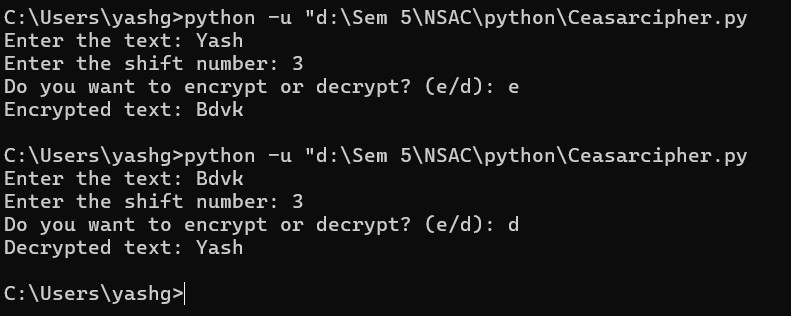 C:\Users\yashg>python -u "d:\Sem 5\NSAC\python\Ceasarcipher.py
Enter the text: Yash
Enter the shift number: 3
Do you want to encrypt or decrypt? (e/d): e
Encrypted text: Bdvk
C:\Users\yashg>python -u "d:\Sem 5\NSAC\python\Ceasarcipher.py
Enter the text: Bdvk
Enter the shift number: 3
Do you want to encrypt or decrypt? (e/d): d
Decrypted text: Yash
C:\Users\yashg>